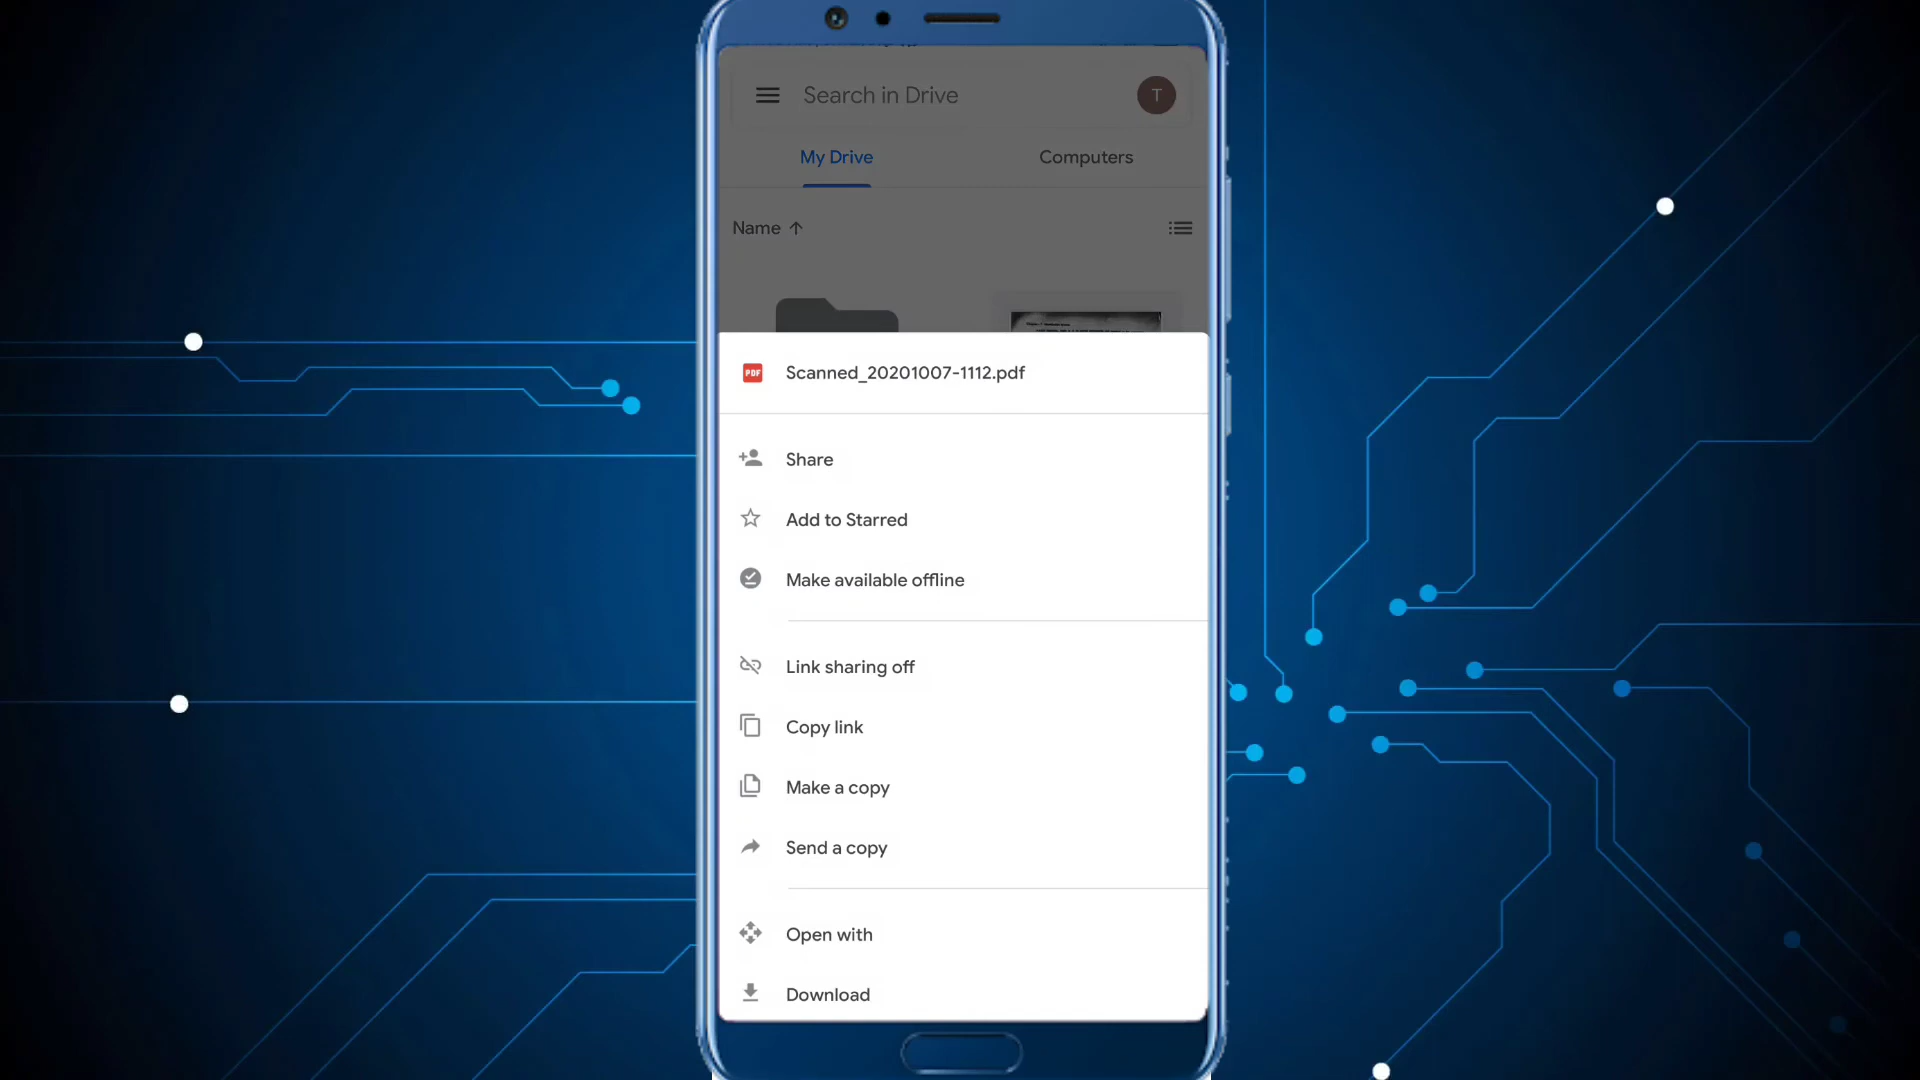 Search in Drive
T
My Drive
Computers
Name
PDF
Scanned_20201007-1112.pdf
Share
Add to Starred
Make available offline
Link sharing off
Copy link
Make a copy
Send a copy
Open with
Download